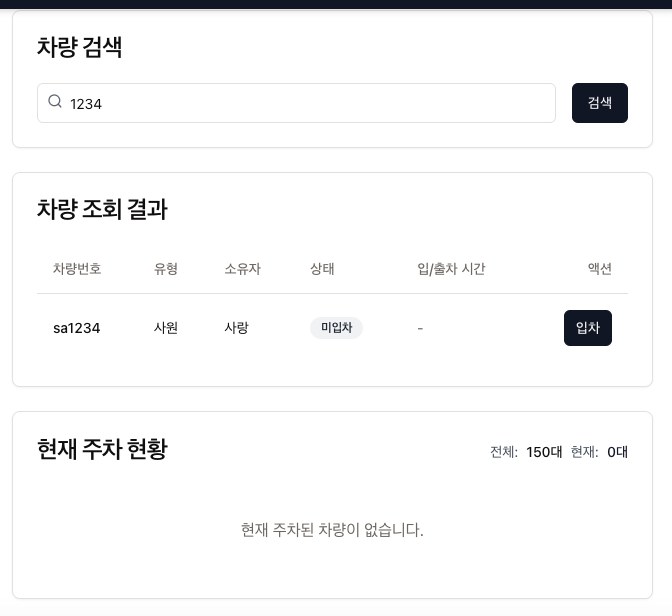 차량 검색
1234
검색
차량 조회 결과
차량번호 유형 소유자 상태 입/출차 시간 액션
sa1234 사원 사랑 미입차 - 입차
현재 주차 현황
전체: 150대 현재: 0대
현재 주차된 차량이 없습니다.